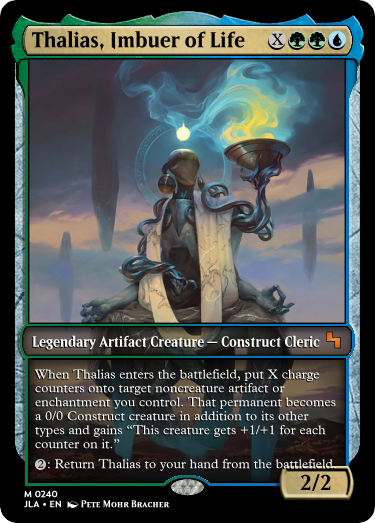 Thalias, Imbuer of Life X
Legendary Artifact Creature — Construct Cleric
When Thalias enters the battlefield, put X charge
counters onto target noncreature artifact or
enchantment you control. That permanent becomes
a 0/0 Construct creature in addition to its other
types and gains “This creature gets +1/+1 for each
counter on it.”
2: Return Thalias to your hand from the battlefield.
2/2
M 0240
JLA • EN Pete Mohr Bracher